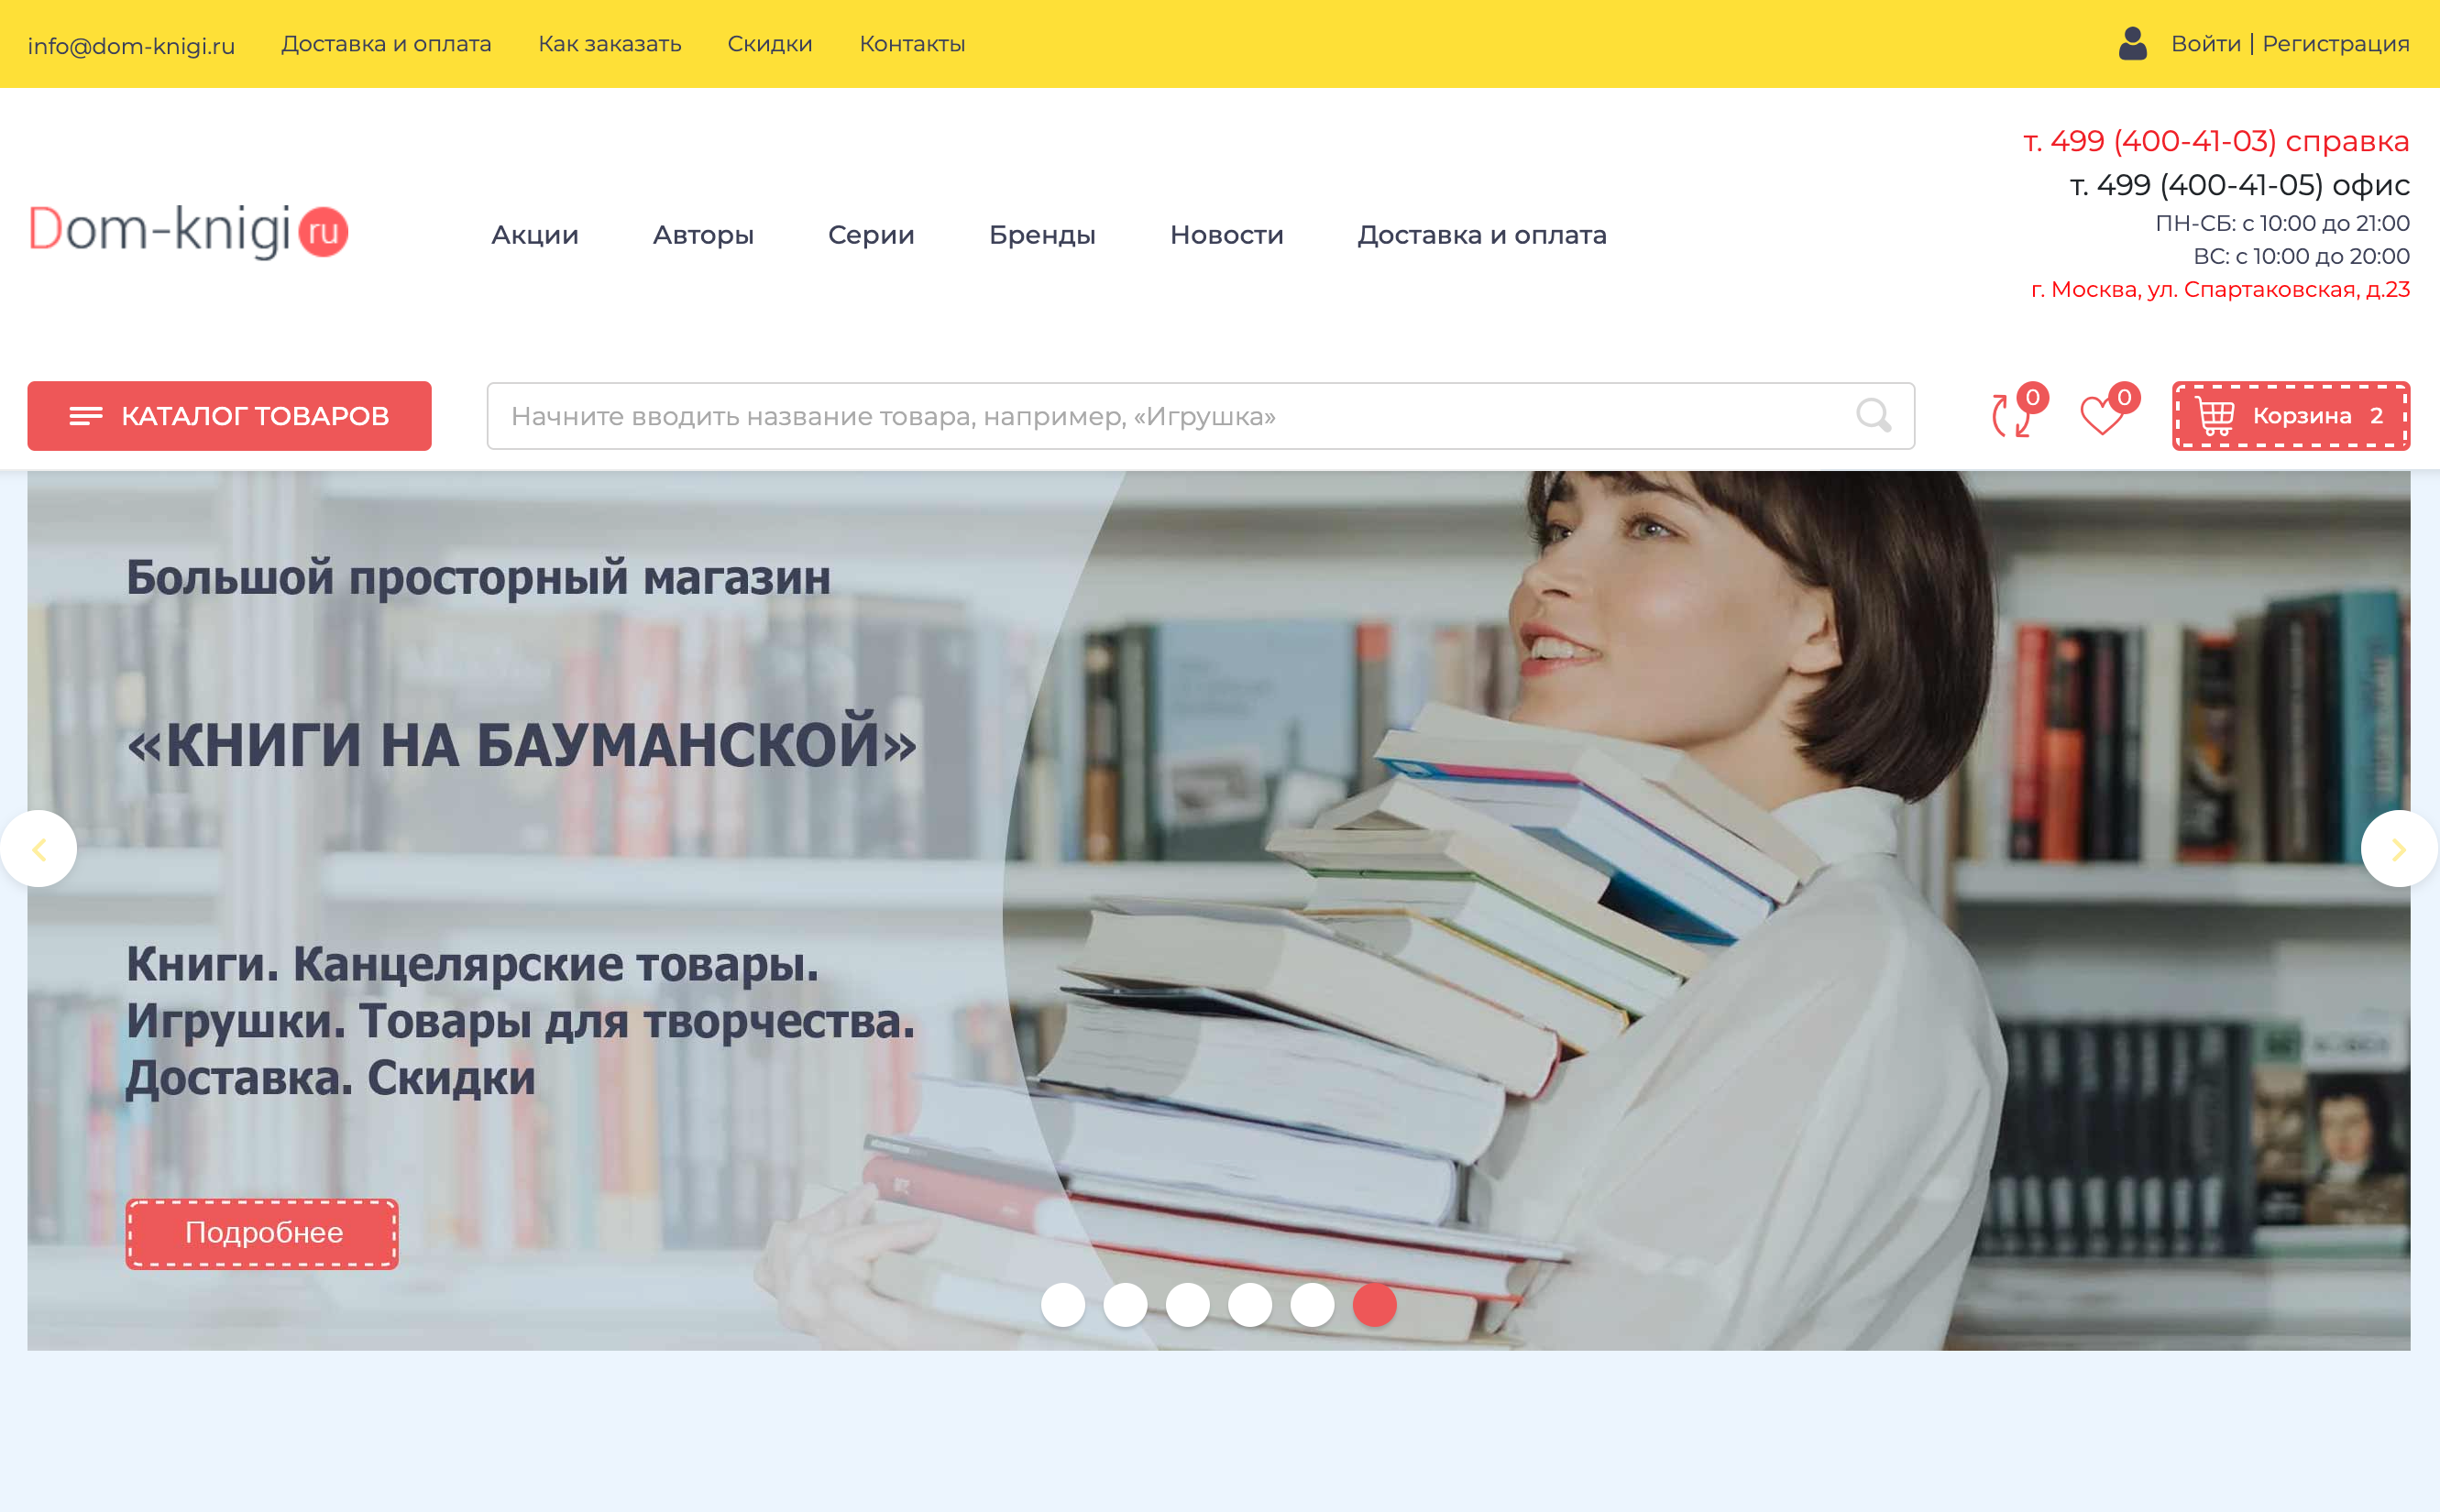 info@dom-knigi.ru Доставка и оплата Как заказать Скидки Контакты Войти | Регистрация
т. 499 (400-41-03) справка
т. 499 (400-41-05) офис
ПН-СБ: с 10:00 до 21:00
ВС: с 10:00 до 20:00
г. Москва, ул. Спартаковская, д.23
Dom-knigi ru Акции Авторы Серии Бренды Новости Доставка и оплата
КАТАЛОГ ТОВАРОВ Начните вводить название товара, например, «Игрушка» 0 0 Корзина 2
Большой просторный магазин
«КНИГИ НА БАУМАНСКОЙ»
Книги. Канцелярские товары.
Игрушки. Товары для творчества.
Доставка. Скидки
Подробнее